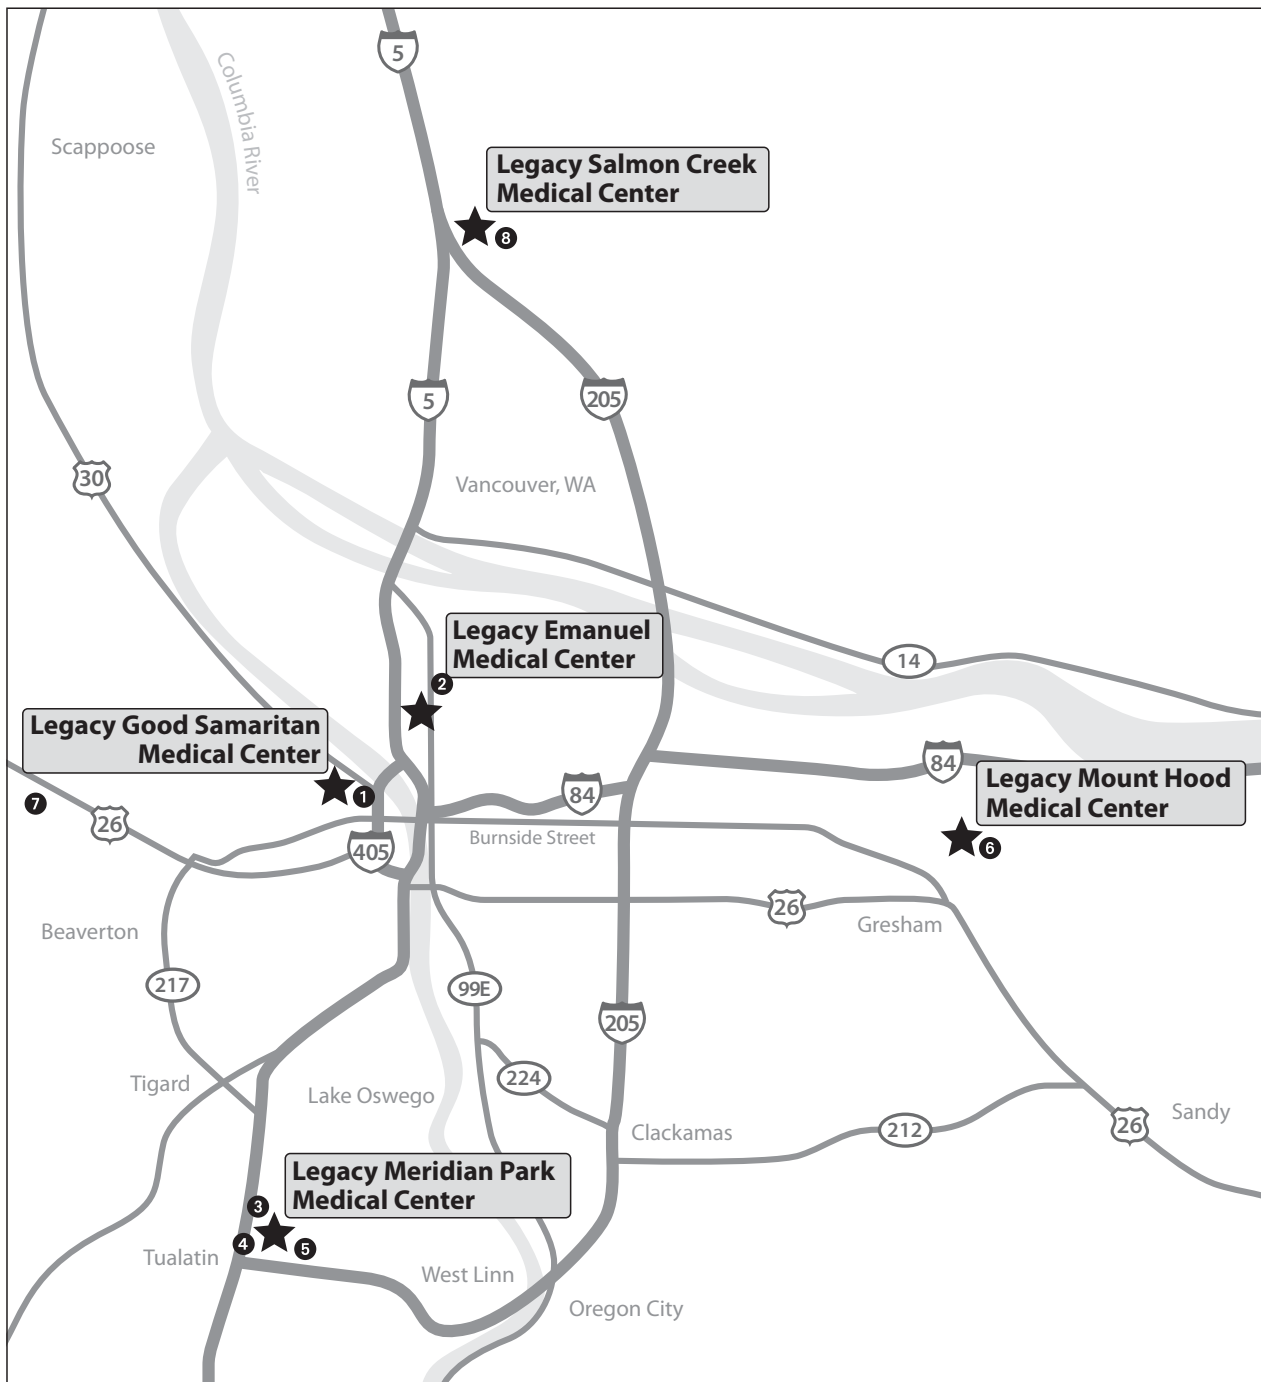 5
Columbia River
Scappoose
Legacy Salmon Creek
Medical Center
8
5
205
30
Vancouver, WA
Legacy Emanuel
Medical Center
14
2
Legacy Good Samaritan
Medical Center
84
Legacy Mount Hood
Medical Center
1
84
7
26
Burnside Street
405
6
26
Gresham
Beaverton
217
99E
205
Tigard
Lake Oswego
224
Sandy
Clackamas
212
26
Legacy Meridian Park
Medical Center
3
4
5
Tualatin
West Linn
Oregon City